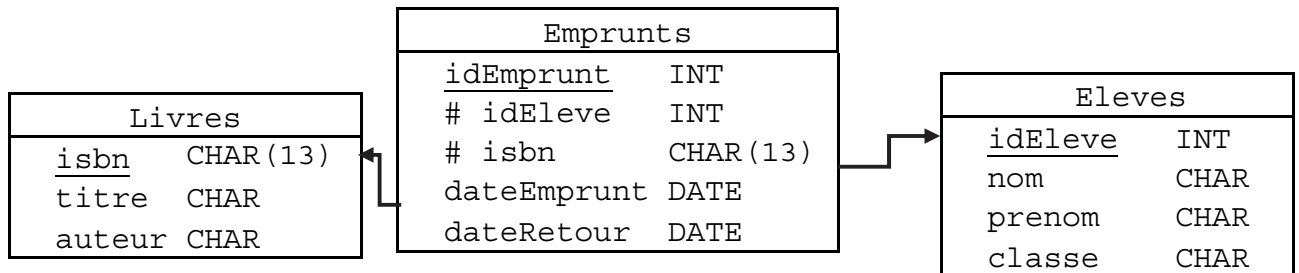 Livres
isbn CHAR(13)
titre CHAR
auteur CHAR
Emprunts
idEmprunt INT
# idEleve INT
# isbn CHAR(13)
dateEmprunt DATE
dateRetour DATE
Eleves
idEleve INT
nom CHAR
prenom CHAR
classe CHAR